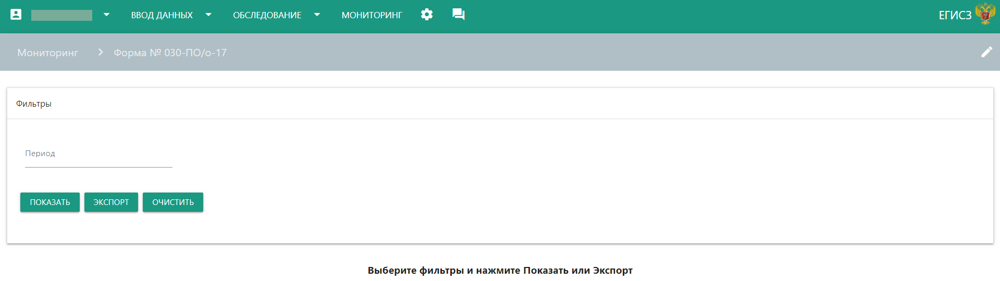 ВВОД ДАННЫХ ОБСЛЕДОВАНИЕ МОНИТОРИНГ ЕГИСЗ
Мониторинг Форма № 030-ПО/о-17
Фильтры
Период
ПОКАЗАТЬ ЭКСПОРТ ОЧИСТИТЬ
Выберите фильтры и нажмите Показать или Экспорт